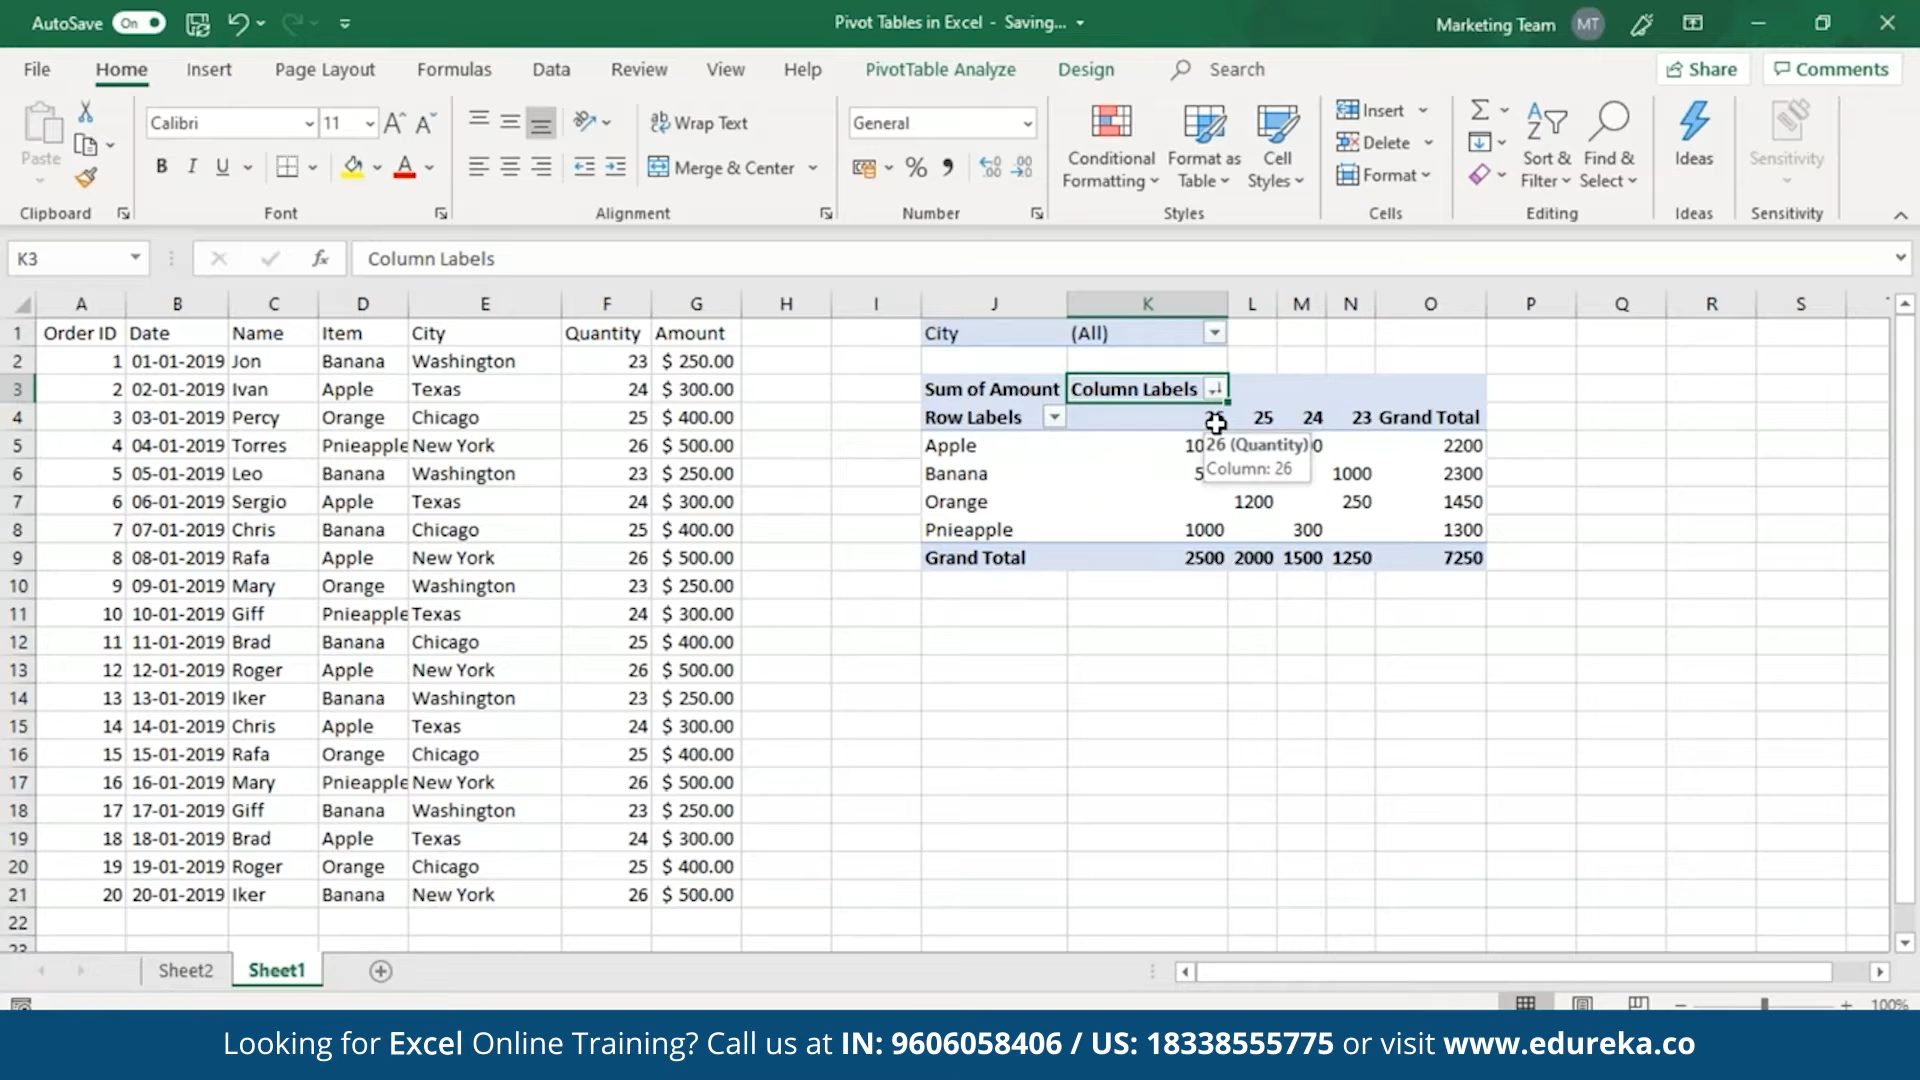 AutoSave On Pivot Tables in Excel - Saving... Marketing Team MT
File Home Insert Page Layout Formulas Data Review View Help PivotTable Analyze Design Search Share Comments
Calibri 11 Wrap Text General Insert
Paste Merge & Center Conditional Formatting Format as Table Cell Styles Delete Format Sort & Filter Find & Select Ideas Sensitivity
Clipboard Font Alignment Number Styles Cells Editing Ideas Sensitivity
K3 fx Column Labels
A B C D E F G H I J K L M N O P Q R S
1 Order ID Date Name Item City Quantity Amount City (All)
2 1 01-01-2019 Jon Banana Washington 23 $ 250.00
3 2 02-01-2019 Ivan Apple Texas 24 $ 300.00 Sum of Amount Column Labels
4 3 03-01-2019 Percy Orange Chicago 25 $ 400.00 Row Labels 25 24 23 Grand Total
5 4 04-01-2019 Torres Pnieapple New York 26 $ 500.00 Apple 26 (Quantity) 2200
6 5 05-01-2019 Leo Banana Washington 23 $ 250.00 Banana Column: 26 1000 2300
7 6 06-01-2019 Sergio Apple Texas 24 $ 300.00 Orange 1200 250 1450
8 7 07-01-2019 Chris Banana Chicago 25 $ 400.00 Pnieapple 1000 300 1300
9 8 08-01-2019 Rafa Apple New York 26 $ 500.00 Grand Total 2500 2000 1500 1250 7250
10 9 09-01-2019 Mary Orange Washington 23 $ 250.00
11 10 10-01-2019 Giff Pnieapple Texas 24 $ 300.00
12 11 11-01-2019 Brad Banana Chicago 25 $ 400.00
13 12 12-01-2019 Roger Apple New York 26 $ 500.00
14 13 13-01-2019 Iker Banana Washington 23 $ 250.00
15 14 14-01-2019 Chris Apple Texas 24 $ 300.00
16 15 15-01-2019 Rafa Orange Chicago 25 $ 400.00
17 16 16-01-2019 Mary Pnieapple New York 26 $ 500.00
18 17 17-01-2019 Giff Banana Washington 23 $ 250.00
19 18 18-01-2019 Brad Apple Texas 24 $ 300.00
20 19 19-01-2019 Roger Orange Chicago 25 $ 400.00
21 20 20-01-2019 Iker Banana New York 26 $ 500.00
22
23
Sheet2 Sheet1
100%
Looking for Excel Online Training? Call us at IN: 9606058406 / US: 18338555775 or visit www.edureka.co